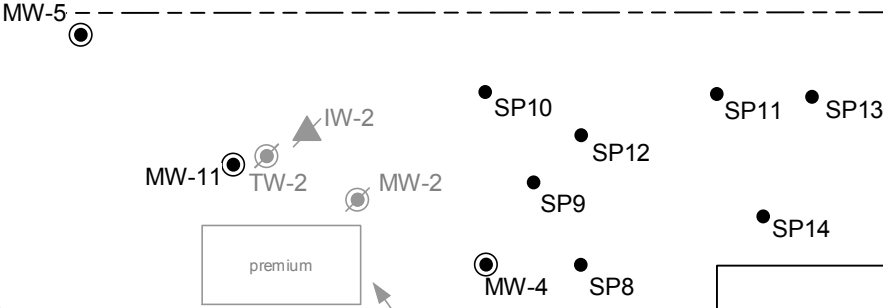 MW-5
SP10
SP11
SP13
IW-2
SP12
MW-11
TW-2
MW-2
SP9
SP14
premium
MW-4
SP8